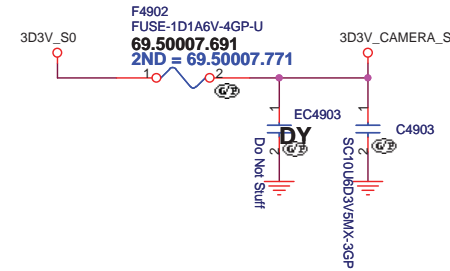 F4902
FUSE-1D1A6V-4GP-U
3D3V_S0
69.50007.691
3D3V_CAMERA_S
2ND = 69.50007.771
1
2
G/P
1
EC4903
DY
G/P
2
Do Not Stuff
1
C4903
G/P
2
SC10U6D3V5MX-3GP